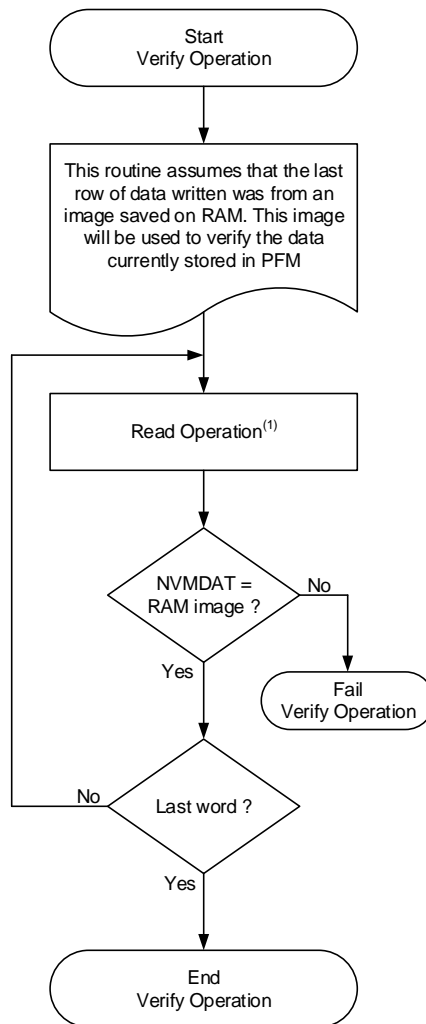 Start
Verify Operation
This routine assumes that the last
row of data written was from an
image saved on RAM. This image
will be used to verify the data
currently stored in PFM
Read Operation(1)
NVMDAT =
RAM image ?
No
Yes
Fail
Verify Operation
Last word ?
No
Yes
End
Verify Operation